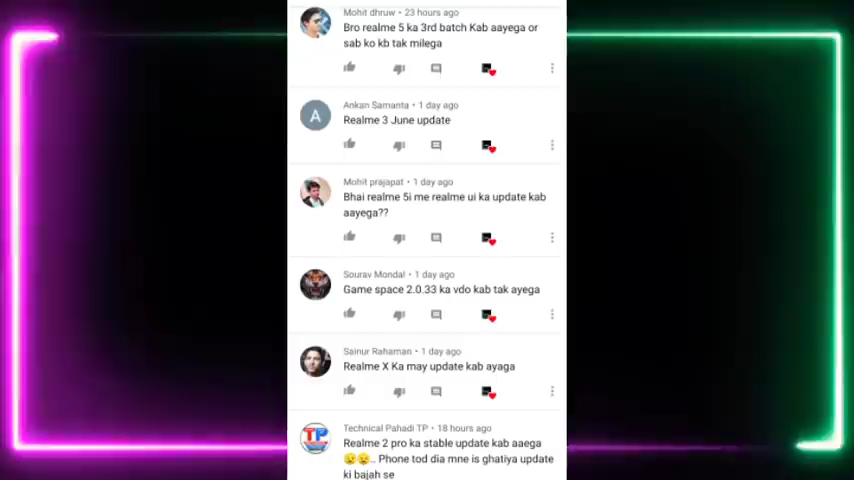 Mohit dhruw • 23 hours ago
Bro realme 5 ka 3rd batch Kab aayega or
sab ko kb tak milega
A
Ankan Samanta • 1 day ago
Realme 3 June update
Mohit prajapat • 1 day ago
Bhai realme 5i me realme ui ka update kab
aayega??
Sourav Mondal • 1 day ago
Game space 2.0.33 ka vdo kab tak ayega
Sainur Rahaman • 1 day ago
Realme X Ka may update kab ayaga
TP
Technical Pahadi TP • 18 hours ago
Realme 2 pro ka stable update kab aaega
😥😫.. Phone tod dia mne is ghatiya update
ki bajah se